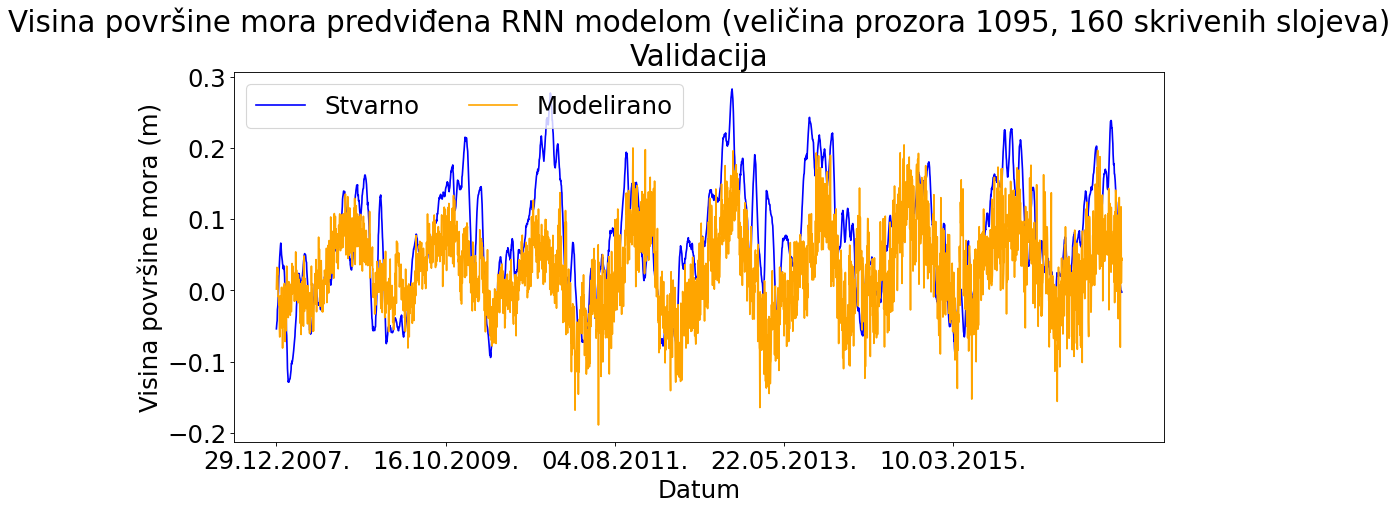 Visina površine mora predviđena RNN modelom (veličina prozora 1095, 160 skrivenih slojeva)
Validacija
Stvarno Modelirano
Visina površine mora (m)
0.3
0.2
0.1
0.0
−0.1
−0.2
29.12.2007. 16.10.2009. 04.08.2011. 22.05.2013. 10.03.2015.
Datum